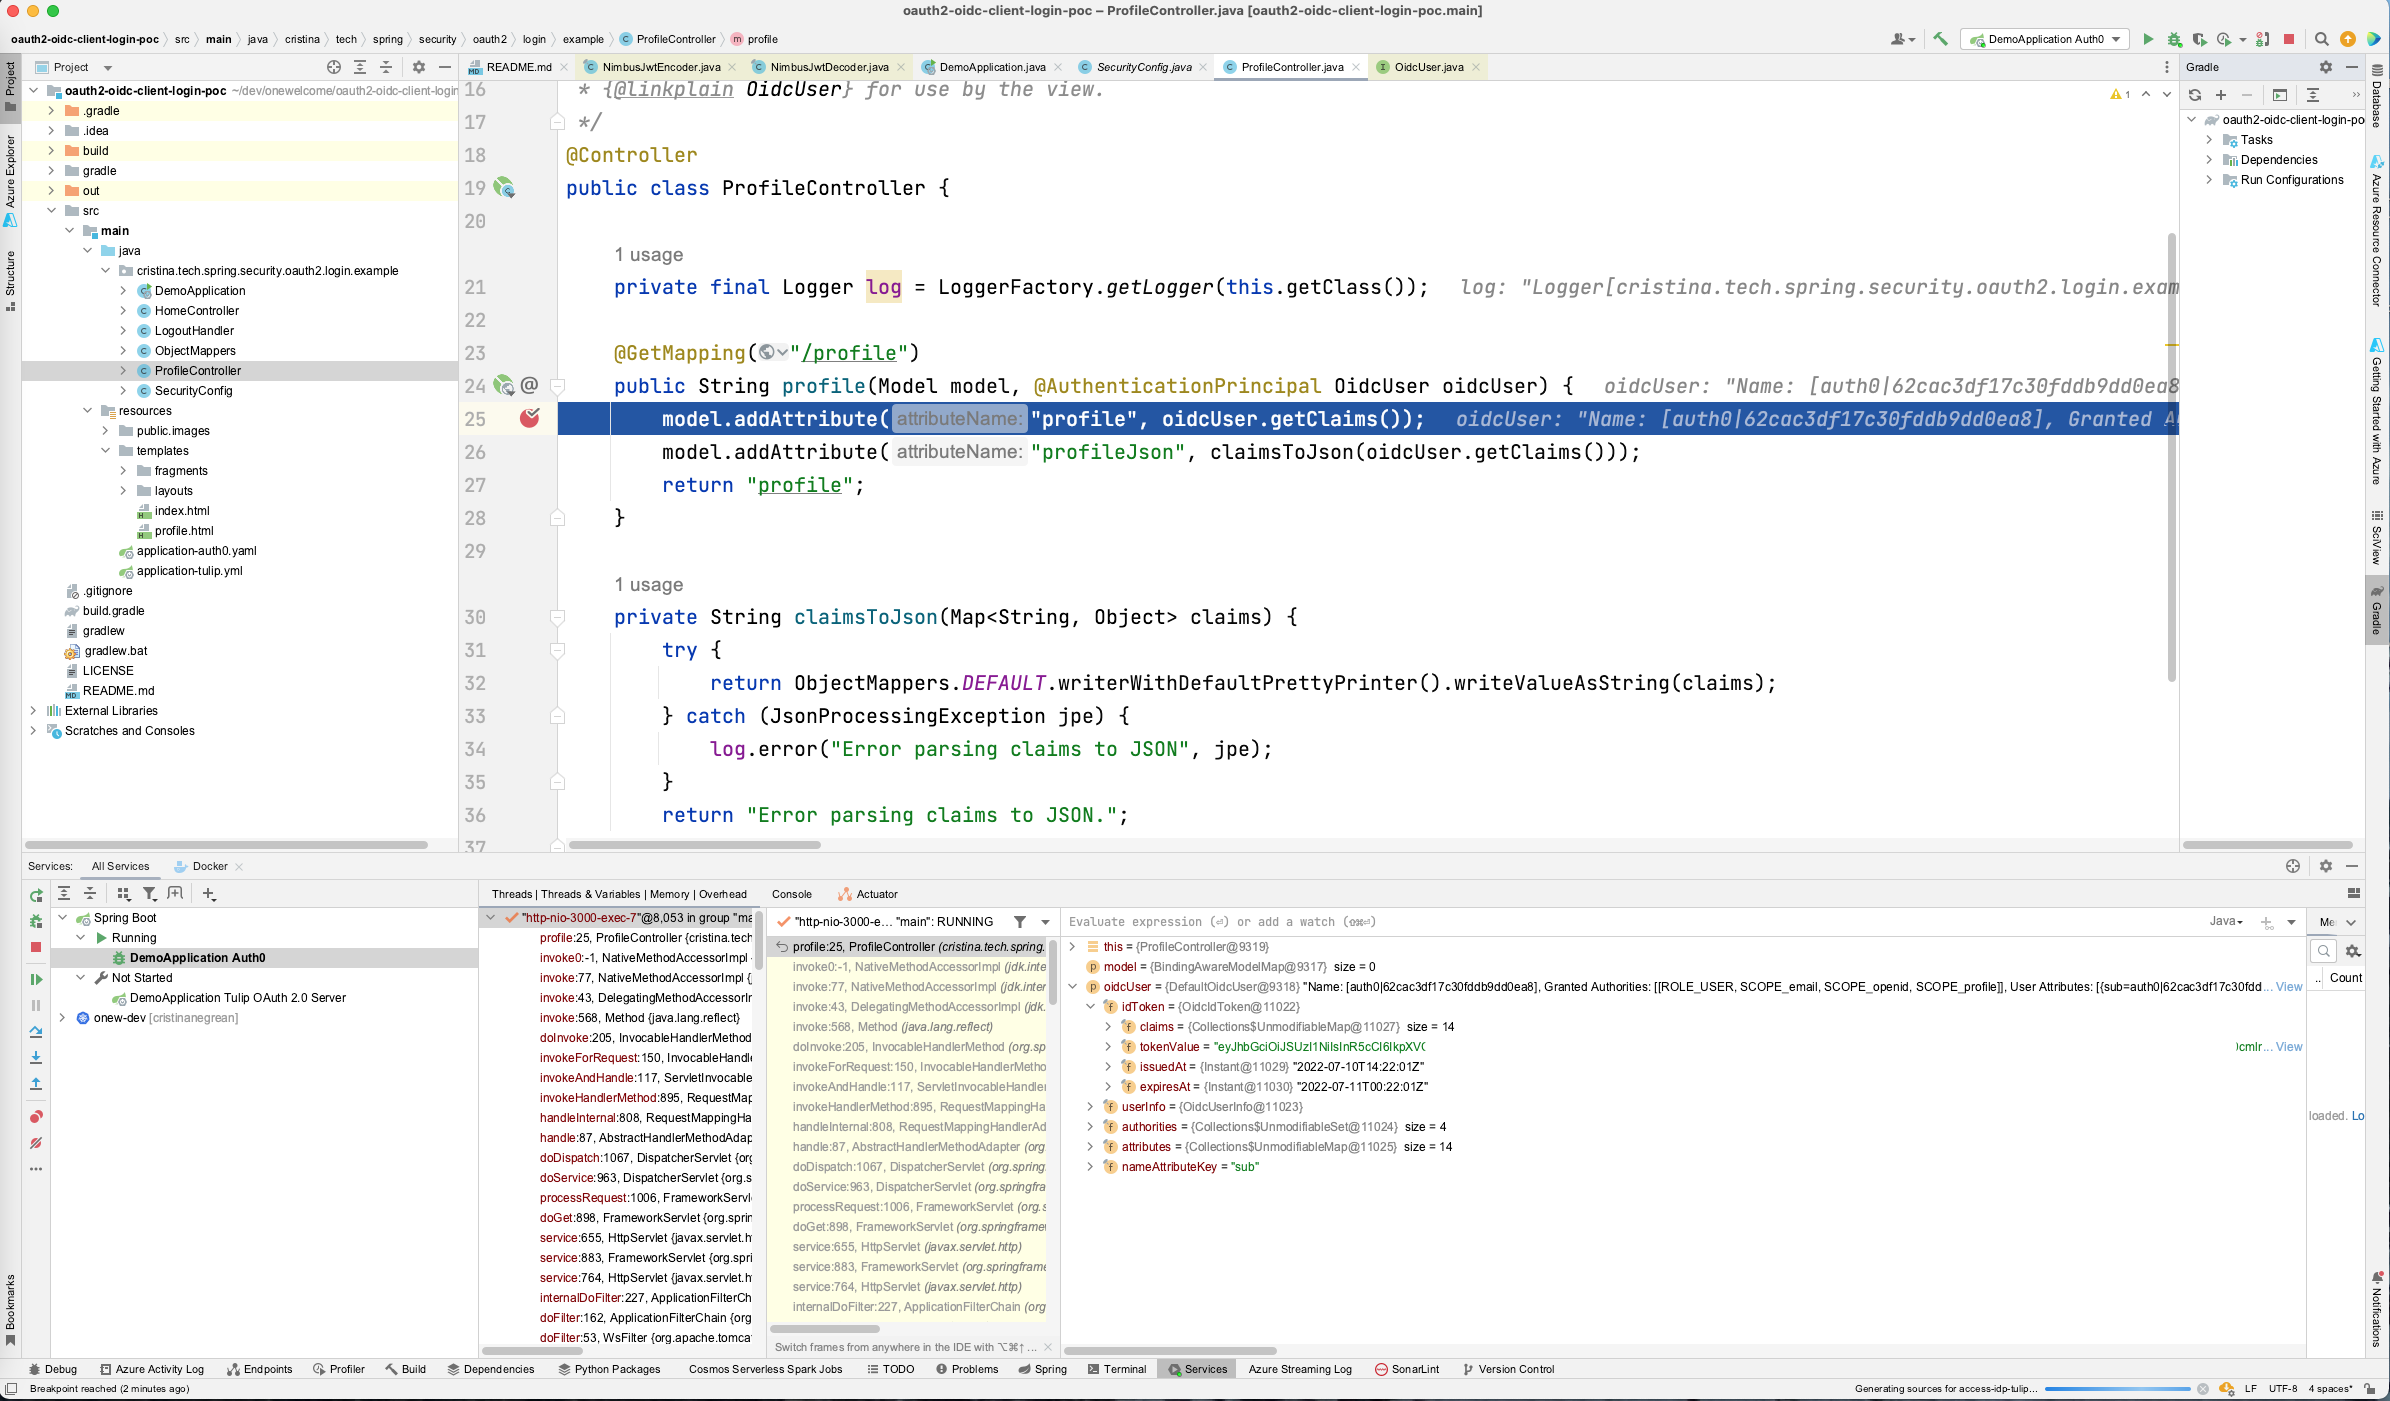 oauth2-oidc-client-login-poc – ProfileController.java [oauth2-oidc-client-login-poc.main]
oauth2-oidc-client-login-poc src main java cristina tech spring security oauth2 login example ProfileController profile
DemoApplication Auth0
Project
README.md NimbusJwtEncoder.java NimbusJwtDecoder.java DemoApplication.java SecurityConfig.java ProfileController.java OidcUser.java
Gradle
Project
Azure Explorer
Structure
Bookmarks
oauth2-oidc-client-login-poc ~/dev/onewelcome/oauth2-oidc-client-login
.gradle
.idea
build
gradle
out
src
main
java
cristina.tech.spring.security.oauth2.login.example
DemoApplication
HomeController
LogoutHandler
ObjectMappers
ProfileController
SecurityConfig
resources
public.images
templates
fragments
layouts
index.html
profile.html
application-auth0.yaml
application-tulip.yml
.gitignore
build.gradle
gradlew
gradlew.bat
LICENSE
README.md
External Libraries
Scratches and Consoles
16 * {@linkplain OidcUser} for use by the view.
1
17 */
18 @Controller
19 public class ProfileController {
20
1 usage
21 private final Logger log = LoggerFactory.getLogger(this.getClass()); log: "Logger[cristina.tech.spring.security.oauth2.login.exam
22
23 @GetMapping("/profile")
24 @ public String profile(Model model, @AuthenticationPrincipal OidcUser oidcUser) { oidcUser: "Name: [auth0|62cac3df17c30fddb9dd0ea8
25 model.addAttribute( attributeName: "profile", oidcUser.getClaims()); oidcUser: "Name: [auth0|62cac3df17c30fddb9dd0ea8], Granted A
26 model.addAttribute( attributeName: "profileJson", claimsToJson(oidcUser.getClaims()));
27 return "profile";
28 }
29
1 usage
30 private String claimsToJson(Map<String, Object> claims) {
31 try {
32 return ObjectMappers.DEFAULT.writerWithDefaultPrettyPrinter().writeValueAsString(claims);
33 } catch (JsonProcessingException jpe) {
34 log.error("Error parsing claims to JSON", jpe);
35 }
36 return "Error parsing claims to JSON.";
37
oauth2-oidc-client-login-po
Tasks
Dependencies
Run Configurations
Database
Azure Resource Connector
Getting Started with Azure
SciView
Gradle
Notifications
Services: All Services Docker
Spring Boot
Running
DemoApplication Auth0
Not Started
DemoApplication Tulip OAuth 2.0 Server
onew-dev [cristinanegrean]
Threads | Threads & Variables | Memory | Overhead Console Actuator
"http-nio-3000-exec-7"@8,053 in group "ma
profile:25, ProfileController {cristina.tech
invoke0:-1, NativeMethodAccessorImpl
invoke:77, NativeMethodAccessorImpl {
invoke:43, DelegatingMethodAccessorIr
invoke:568, Method {java.lang.reflect}
doInvoke:205, InvocableHandlerMethod
invokeForRequest:150, InvocableHandl
invokeAndHandle:117, ServletInvocable
invokeHandlerMethod:895, RequestMap
handleInternal:808, RequestMappingHa
handle:87, AbstractHandlerMethodAdap
doDispatch:1067, DispatcherServlet {org
doService:963, DispatcherServlet {org.s
processRequest:1006, FrameworkServl
doGet:898, FrameworkServlet {org.sprin
service:655, HttpServlet {javax.servlet.h
service:883, FrameworkServlet {org.spri
service:764, HttpServlet {javax.servlet.h
internalDoFilter:227, ApplicationFilterCh
doFilter:162, ApplicationFilterChain {org
doFilter:53, WsFilter {org.apache.tomca
"http-nio-3000-e... "main": RUNNING
profile:25, ProfileController (cristina.tech.spring.
invoke0:-1, NativeMethodAccessorImpl (jdk.inte
invoke:77, NativeMethodAccessorImpl (jdk.inter
invoke:43, DelegatingMethodAccessorImpl (jdk.
invoke:568, Method (java.lang.reflect)
doInvoke:205, InvocableHandlerMethod (org.sp
invokeForRequest:150, InvocableHandlerMetho
invokeAndHandle:117, ServletInvocableHandler
invokeHandlerMethod:895, RequestMappingHa
handleInternal:808, RequestMappingHandlerAd
handle:87, AbstractHandlerMethodAdapter (org.
doDispatch:1067, DispatcherServlet (org.spring.
doService:963, DispatcherServlet (org.springfra
processRequest:1006, FrameworkServlet (org.s
doGet:898, FrameworkServlet (org.springframe
service:655, HttpServlet (javax.servlet.http)
service:883, FrameworkServlet (org.springframe
service:764, HttpServlet (javax.servlet.http)
internalDoFilter:227, ApplicationFilterChain (org
Switch frames from anywhere in the IDE with ⌥⌘↑ ...
Evaluate expression (⏎) or add a watch (⇧⌘⏎)
Java
this = {ProfileController@9319}
model = {BindingAwareModelMap@9317} size = 0
oidcUser = {DefaultOidcUser@9318} "Name: [auth0|62cac3df17c30fddb9dd0ea8], Granted Authorities: [[ROLE_USER, SCOPE_email, SCOPE_openid, SCOPE_profile]], User Attributes: [{sub=auth0|62cac3df17c30fdd... View
idToken = {OidcIdToken@11022}
claims = {Collections$UnmodifiableMap@11027} size = 14
tokenValue = "eyJhbGciOiJSUzI1NiIsInR5cCI6IkpXVC ... View
issuedAt = {Instant@11029} "2022-07-10T14:22:01Z"
expiresAt = {Instant@11030} "2022-07-11T00:22:01Z"
userInfo = {OidcUserInfo@11023}
authorities = {Collections$UnmodifiableSet@11024} size = 4
attributes = {Collections$UnmodifiableMap@11025} size = 14
nameAttributeKey = "sub"
Me
Count
loaded. Lo
Debug Azure Activity Log Endpoints Profiler Build Dependencies Python Packages Cosmos Serverless Spark Jobs TODO Problems Spring Terminal Services Azure Streaming Log SonarLint Version Control
Breakpoint reached (2 minutes ago)
Generating sources for access-idp-tulip... LF UTF-8 4 spaces*